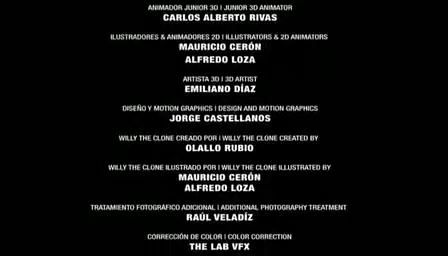 ANIMADOR JUNIOR 3D | JUNIOR 3D ANIMATOR
CARLOS ALBERTO RIVAS
ILUSTRADORES & ANIMADORES 2D | ILLUSTRATORS & 2D ANIMATORS
MAURICIO CERÓN
ALFREDO LOZA
ARTISTA 3D | 3D ARTIST
EMILIANO DÍAZ
DISEÑO Y MOTION GRAPHICS | DESIGN AND MOTION GRAPHICS
JORGE CASTELLANOS
WILLY THE CLONE CREADO POR | WILLY THE CLONE CREATED BY
OLALLO RUBIO
WILLY THE CLONE ILUSTRADO POR | WILLY THE CLONE ILLUSTRATED BY
MAURICIO CERÓN
ALFREDO LOZA
TRATAMIENTO FOTOGRÁFICO ADICIONAL | ADDITIONAL PHOTOGRAPHY TREATMENT
RAÚL VELADÍZ
CORRECCIÓN DE COLOR | COLOR CORRECTION
THE LAB VFX